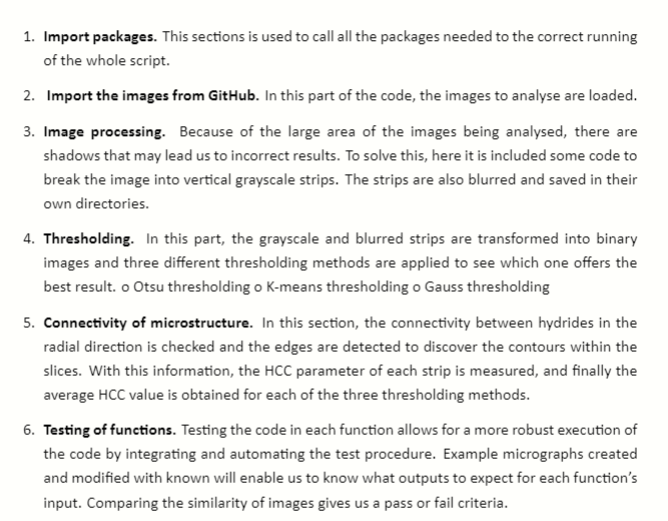 1. Import packages. This sections is used to call all the packages needed to the correct running
of the whole script.
2. Import the images from GitHub. In this part of the code, the images to analyse are loaded.
3. Image processing. Because of the large area of the images being analysed, there are
shadows that may lead us to incorrect results. To solve this, here it is included some code to
break the image into vertical grayscale strips. The strips are also blurred and saved in their
own directories.
4. Thresholding. In this part, the grayscale and blurred strips are transformed into binary
images and three different thresholding methods are applied to see which one offers the
best result. o Otsu thresholding o K-means thresholding o Gauss thresholding
5. Connectivity of microstructure. In this section, the connectivity between hydrides in the
radial direction is checked and the edges are detected to discover the contours within the
slices. With this information, the HCC parameter of each strip is measured, and finally the
average HCC value is obtained for each of the three thresholding methods.
6. Testing of functions. Testing the code in each function allows for a more robust execution of
the code by integrating and automating the test procedure. Example micrographs created
and modified with known will enable us to know what outputs to expect for each function's
input. Comparing the similarity of images gives us a pass or fail criteria.